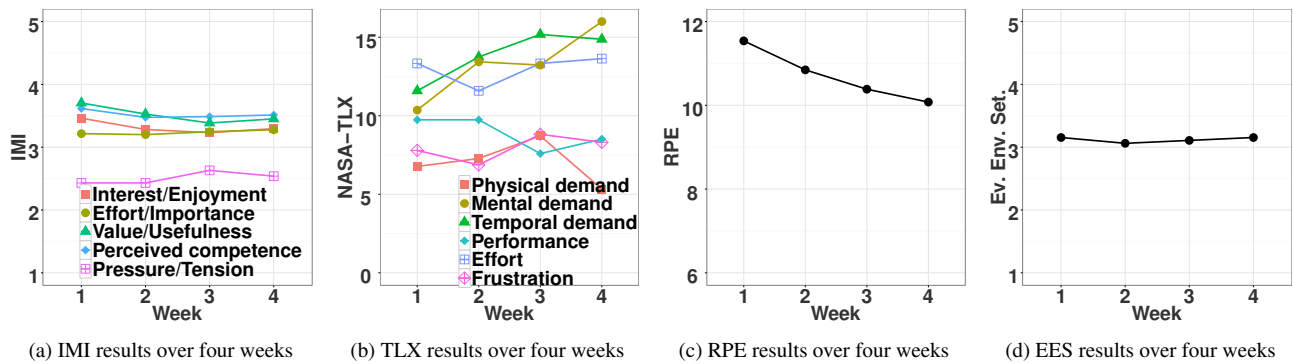 5
4
3
2
1
IMI
Interest/Enjoyment
Effort/Importance
Value/Usefulness
Perceived competence
Pressure/Tension
1 2 3 4
Week
(a) IMI results over four weeks
15
10
5
0
NASA−TLX
Physical demand
Mental demand
Temporal demand
Performance
Effort
Frustration
1 2 3 4
Week
(b) TLX results over four weeks
12
10
8
6
RPE
1 2 3 4
Week
(c) RPE results over four weeks
5
4
3
2
1
Ev. Env. Set.
1 2 3 4
Week
(d) EES results over four weeks